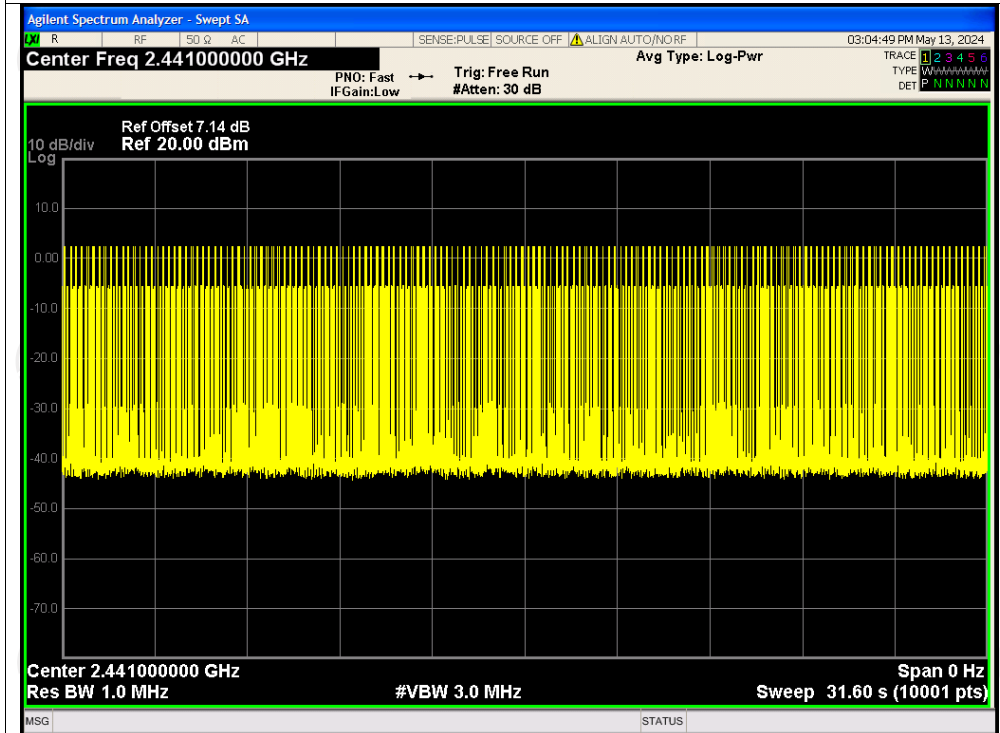 Agilent Spectrum Analyzer - Swept SA
LXI R RF 50 Ω AC SENSE:PULSE SOURCE OFF ALIGN AUTO/NO RF 03:04:49 PM May 13, 2024
Center Freq 2.441000000 GHz Avg Type: Log-Pwr TRACE 1 2 3 4 5 6
PNO: Fast Trig: Free Run TYPE W
IFGain:Low #Atten: 30 dB DET P N N N N N
Ref Offset 7.14 dB
10 dB/div Ref 20.00 dBm
Log
10.0
0.00
-10.0
-20.0
-30.0
-40.0
-50.0
-60.0
-70.0
Center 2.441000000 GHz Span 0 Hz
Res BW 1.0 MHz #VBW 3.0 MHz Sweep 31.60 s (10001 pts)
MSG STATUS